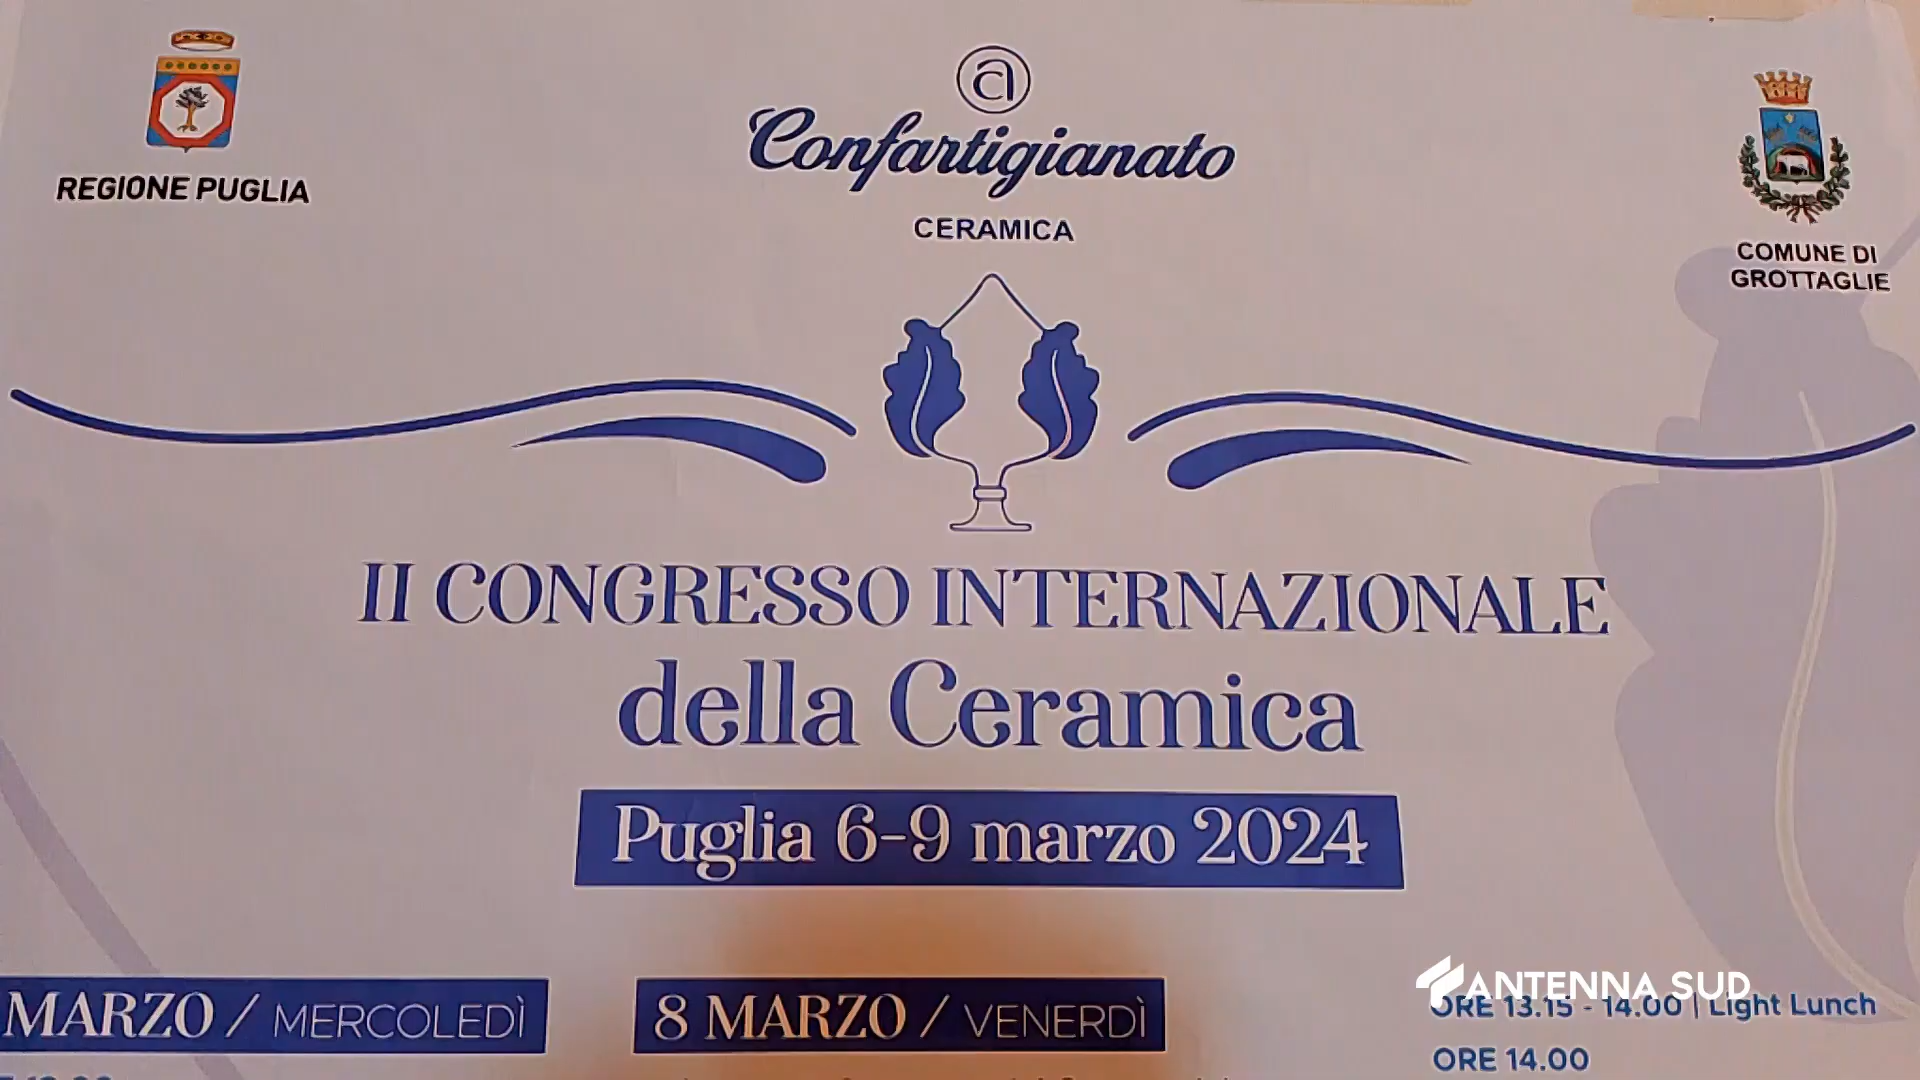 REGIONE PUGLIA
a
Confartigianato
CERAMICA
COMUNE DI
GROTTAGLIE
II CONGRESSO INTERNAZIONALE
della Ceramica
Puglia 6-9 marzo 2024
MARZO / MERCOLEDÌ
8 MARZO / VENERDÌ
ANTENNA SUD
ORE 13.15 - 14.00 | Light Lunch
ORE 14.00